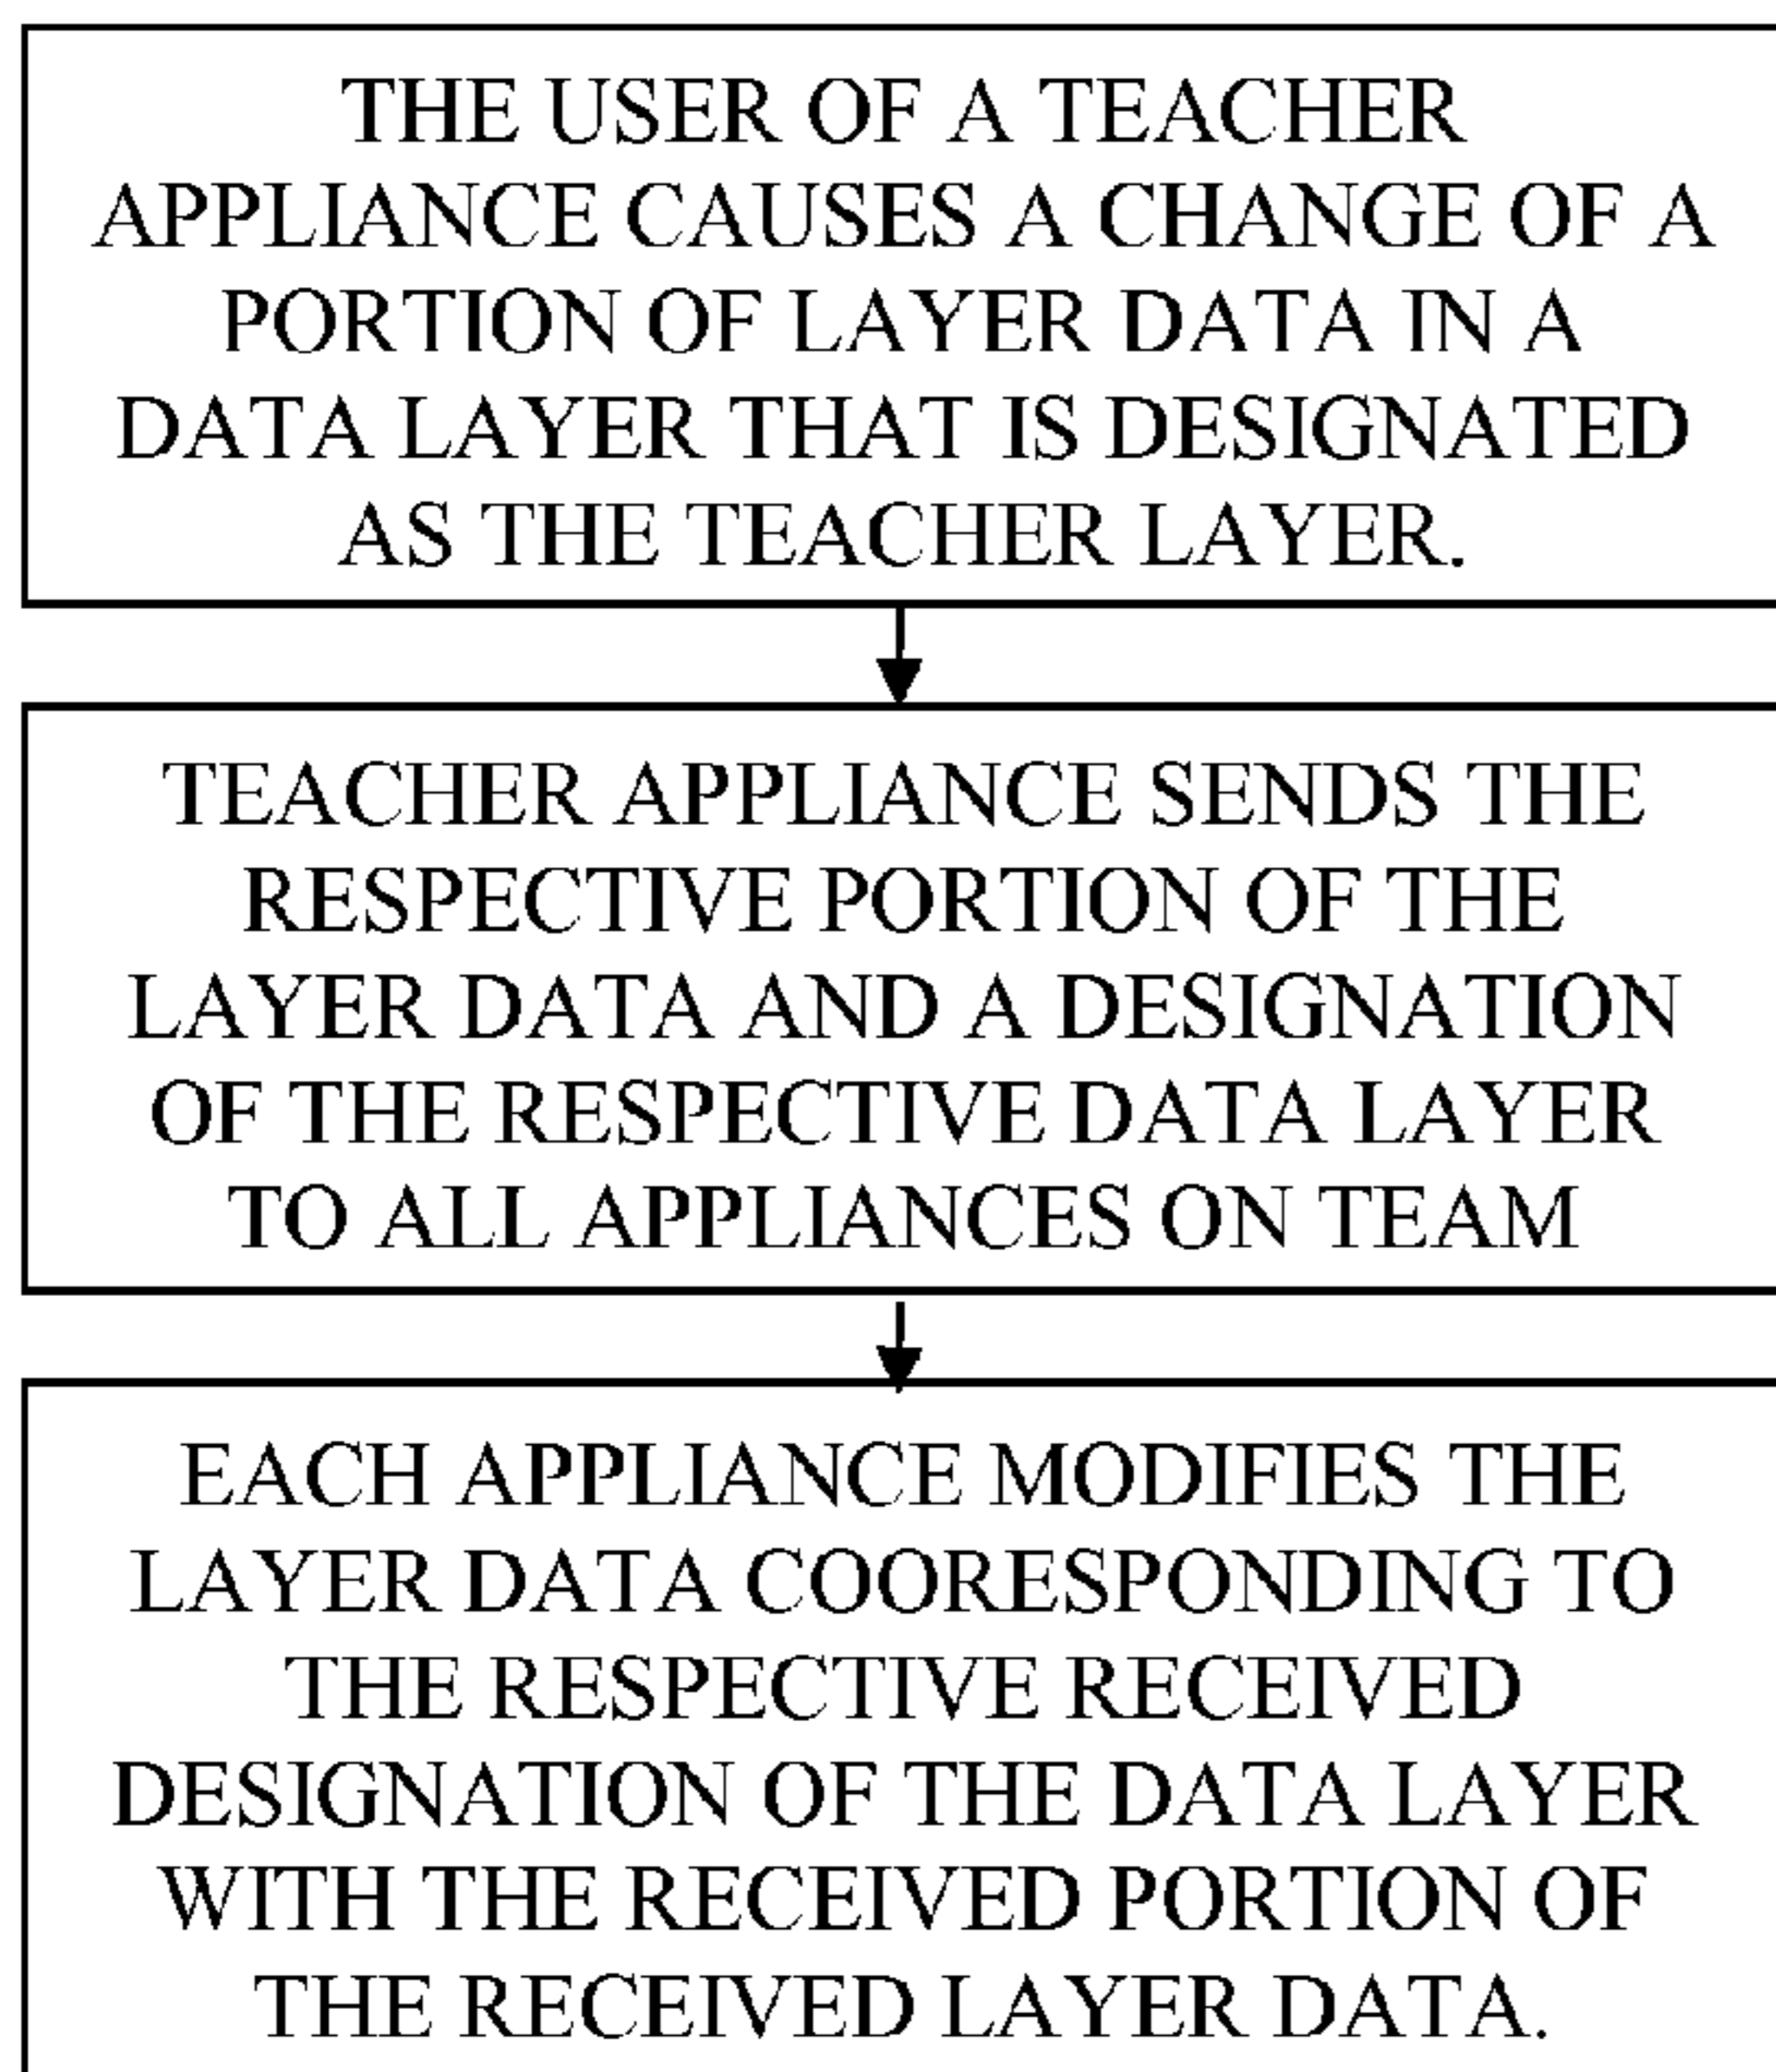 THE USER OF A TEACHER
APPLIANCE CAUSES A CHANGE OF A
PORTION OF LAYER DATA IN A
DATA LAYER THAT IS DESIGNATED
AS THE TEACHER LAYER.
TEACHER APPLIANCE SENDS THE
RESPECTIVE PORTION OF THE
LAYER DATA AND A DESIGNATION
OF THE RESPECTIVE DATA LAYER
TO ALL APPLIANCES ON TEAM
EACH APPLIANCE MODIFIES THE
LAYER DATA COORESPONDING TO
THE RESPECTIVE RECEIVED
DESIGNATION OF THE DATA LAYER
WITH THE RECEIVED PORTION OF
THE RECEIVED LAYER DATA.